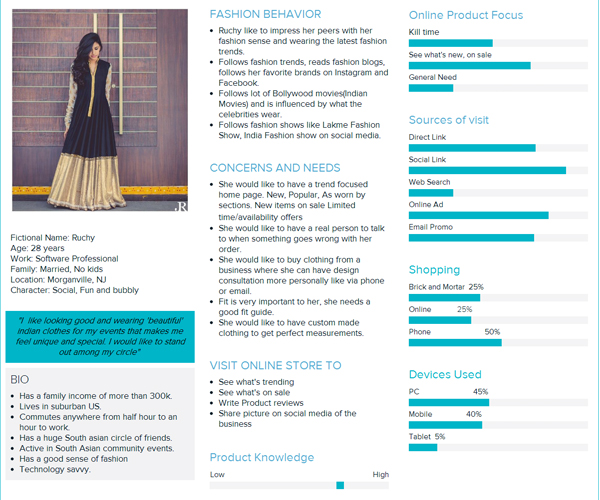 JR
Fictional Name: Ruchy
Age: 28 years
Work: Software Professional
Family: Married, No kids
Location: Morganville, NJ
Character: Social, Fun and bubbly
"I like looking good and wearing 'beautiful'
Indian clothes for my events that makes me
feel unique and special. I would like to stand
out among my circle"
BIO
Has a family income of more than 300k.
Lives in suburban US.
Commutes anywhere from half hour to an
hour to work.
Has a huge South asian circle of friends.
Active in South Asian community events.
Has a good sense of fashion
Technology savvy.
FASHION BEHAVIOR
Ruchy like to impress her peers with her
fashion sense and wearing the latest fashion
trends.
Follows fashion trends, reads fashion blogs,
follows her favorite brands on Instagram and
Facebook.
Follows lot of Bollywood movies(Indian
Movies) and is influenced by what the
celebrities wear.
Follows fashion shows like Lakme Fashion
Show, India Fashion show on social media.
CONCERNS AND NEEDS
She would like to have a trend focused
home page. New, Popular, As worn by
sections. New items on sale Limited
time/availability offers
She would like to have a real person to talk
to when something goes wrong with her
order.
She would like to buy clothing from a
business where she can have design
consultation more personally like via phone
or email.
Fit is very important to her, she needs a
good fit guide.
She would like to have custom made
clothing to get perfect measurements.
VISIT ONLINE STORE TO
See what's trending
See what's on sale
Write Product reviews
Share picture on social media of the
business
Product Knowledge
Low High
Online Product Focus
Kill time
See what's new, on sale
General Need
Sources of visit
Direct Link
Social Link
Web Search
Online Ad
Email Promo
Shopping
Brick and Mortar 25%
Online 25%
Phone 50%
Devices Used
PC 45%
Mobile 40%
Tablet 5%